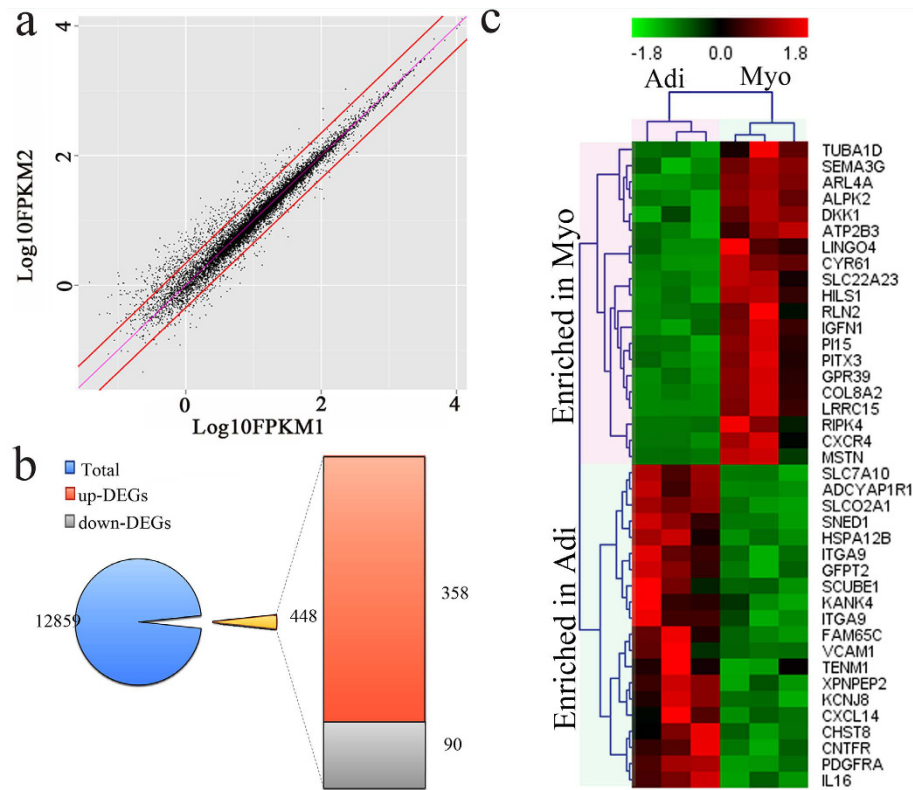 a
4
2
0
Log10FPKM2
0
2
4
Log10FPKM1
b
Total
up-DEGs
down-DEGs
12859
448
358
90
c
-1.8 0.0 1.8
Adi Myo
Enriched in Myo
Enriched in Adi
TUBA1D
SEMA3G
ARL4A
ALPK2
DKK1
ATP2B3
LINGO4
CYR61
SLC22A23
HILS1
RLN2
IGFN1
PI15
PITX3
GPR39
COL8A2
LRRC15
RIPK4
CXCR4
MSTN
SLC7A10
ADCYAP1R1
SLCO2A1
SNED1
HSPA12B
ITGA9
GFPT2
SCUBE1
KANK4
ITGA9
FAM65C
VCAM1
TENM1
XPNPEP2
KCNJ8
CXCL14
CHST8
CNTFR
PDGFRA
IL16